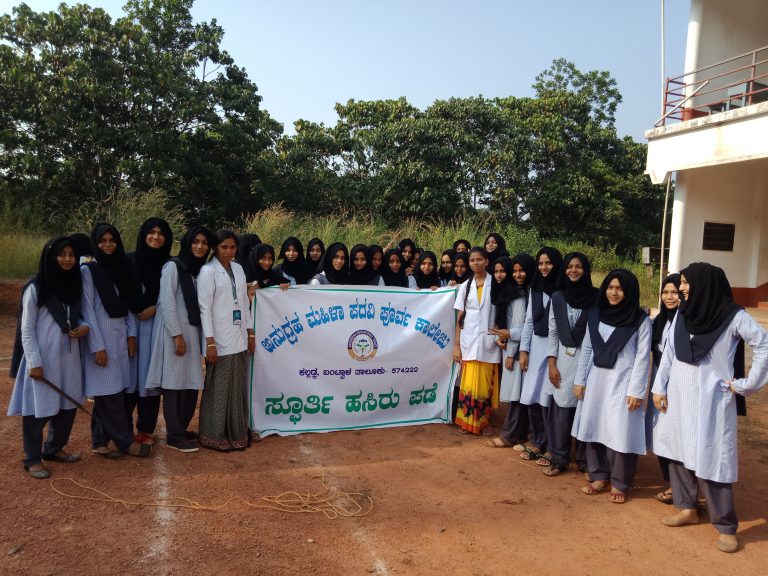 ಅನುಗ್ರಹ ಮಹಿಳಾ ಪದವಿ ಪೂರ್ವ ಕಾಲೇಜು
ಕಲ್ಲಡ್ಕ, ಬಂಟ್ವಾಳ ತಾಲೂಕು- 574222
ಸ್ಫೂರ್ತಿ ಹಸಿರು ಪಡೆ